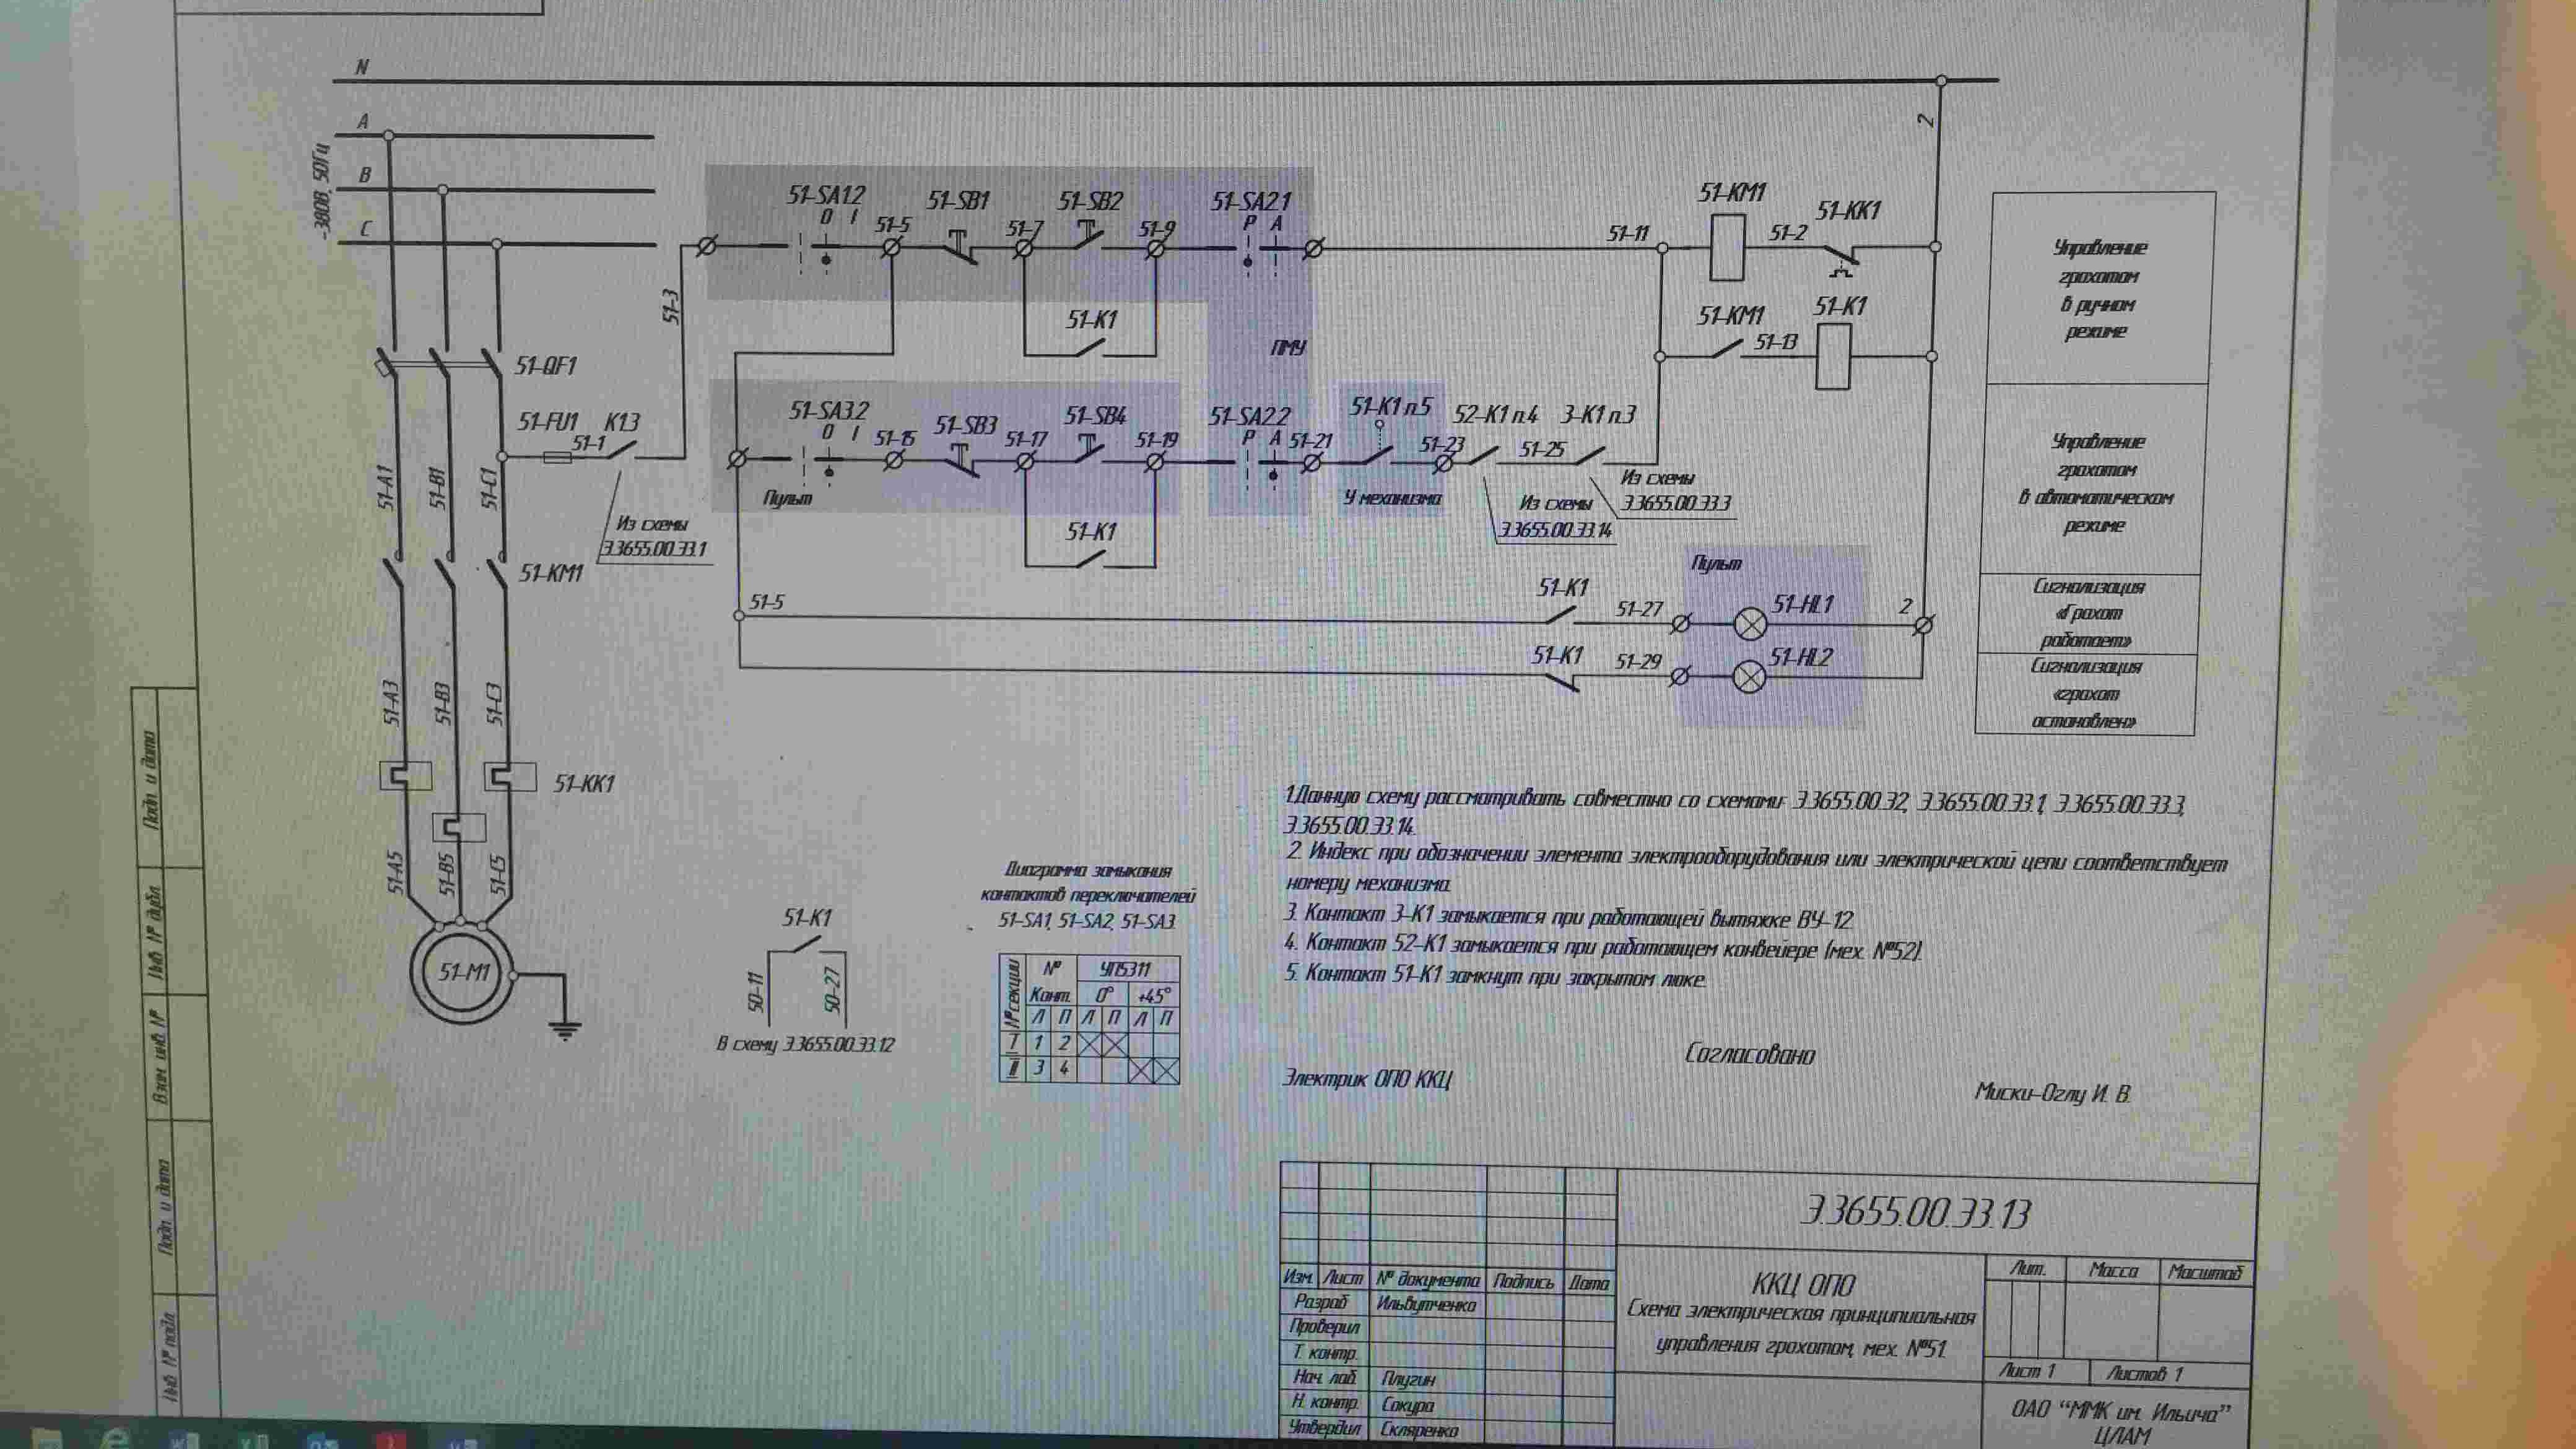 N
A
B
C
~380В, 50Гц
2
51-SA1.2
0 I
51-5
51-SB1
51-7
51-SB2
51-9
51-SA2.1
Р А
51-11
51-KM1
51-2
51-KK1
51-3
51-K1
ПМУ
51-KM1
51-13
51-K1
51-QF1
51-FU1
51-1
K1.3
Из схемы
Э.3655.00.33.1
51-SA3.2
0 I
51-15
51-SB3
51-17
51-SB4
51-19
51-SA2.2
Р А
51-21
51-K1 п.5
51-23
52-K1 п.4
51-25
3-K1 п.3
Пульт
У механизма
Из схемы
Э.3655.00.33.14
Из схемы
Э.3655.00.33.3
51-K1
51-A1
51-B1
51-C1
51-KM1
51-5
51-K1
51-27
Пульт
51-HL1
2
51-K1
51-29
51-HL2
51-A3
51-B3
51-C3
51-KK1
51-A5
51-B5
51-C5
51-M1
Управление
грохотом
в ручном
режиме
Управление
грохотом
в автоматическом
режиме
Сигнализация
«Грохот
работает»
Сигнализация
«грохот
остановлен»
51-K1
50-11
50-27
В схему Э.3655.00.33.12
Диаграмма замыкания
контактов переключателей
51-SA1, 51-SA2, 51-SA3.
№ секции
№
Конт.
УП5311
0° +45°
Л П Л П Л П
I 1 2
II 3 4
1.Данную схему рассматривать совместно со схемами: Э.3655.00.32, Э.3655.00.33.1, Э.3655.00.33.3,
Э.3655.00.33.14.
2. Индекс при обозначении элемента электрооборудования или электрической цепи соответствует
номеру механизма.
3. Контакт 3-К1 замыкается при работающей вытяжке ВУ-12.
4. Контакт 52-К1 замыкается при работающем конвейере (мех. №52).
5. Контакт 51-К1 замкнут при закрытом люке.
Согласовано
Электрик ОПО ККЦ
Миски-Оглу И. В.
Подп. и дата
Инв. № дубл.
Взам. инв. №
Подп. и дата
Инв. № подл.
Э.3655.00.33.13
Изм. Лист № документа Подпись Дата
Разраб. Ильвутченко
Проверил
Т. контр.
Нач. лаб. Плугин
Н. контр. Сокура
Утвердил Скляренко
ККЦ ОПО
Схема электрическая принципиальная
управления грохотом, мех. №51.
Лит. Масса Масштаб
Лист 1 Листов 1
ОАО "ММК им. Ильича"
ЦЛАМ